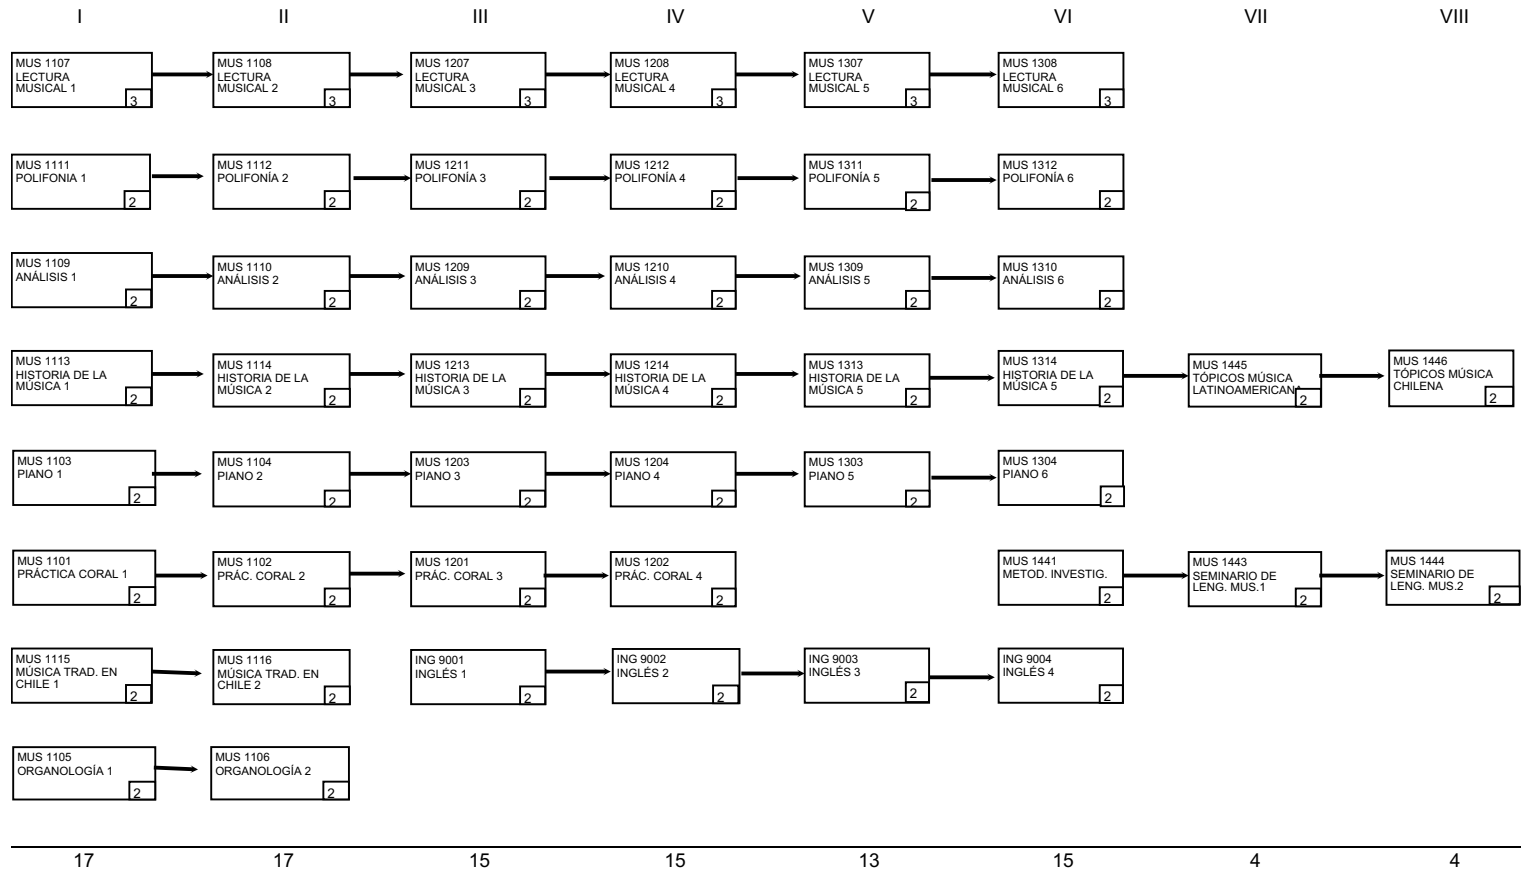 I II III IV V VI VII VIII
MUS 1107
LECTURA
MUSICAL 1
3
MUS 1108
LECTURA
MUSICAL 2
3
MUS 1207
LECTURA
MUSICAL 3
3
MUS 1208
LECTURA
MUSICAL 4
3
MUS 1307
LECTURA
MUSICAL 5
3
MUS 1308
LECTURA
MUSICAL 6
3
MUS 1111
POLIFONIA 1
2
MUS 1112
POLIFONÍA 2
2
MUS 1211
POLIFONÍA 3
2
MUS 1212
POLIFONÍA 4
2
MUS 1311
POLIFONÍA 5
2
MUS 1312
POLIFONÍA 6
2
MUS 1109
ANÁLISIS 1
2
MUS 1110
ANÁLISIS 2
2
MUS 1209
ANÁLISIS 3
2
MUS 1210
ANÁLISIS 4
2
MUS 1309
ANÁLISIS 5
2
MUS 1310
ANÁLISIS 6
2
MUS 1113
HISTORIA DE LA
MÚSICA 1
2
MUS 1114
HISTORIA DE LA
MÚSICA 2
2
MUS 1213
HISTORIA DE LA
MÚSICA 3
2
MUS 1214
HISTORIA DE LA
MÚSICA 4
2
MUS 1313
HISTORIA DE LA
MÚSICA 5
2
MUS 1314
HISTORIA DE LA
MÚSICA 5
2
MUS 1445
TÓPICOS MÚSICA
LATINOAMERICANA
2
MUS 1446
TÓPICOS MÚSICA
CHILENA
2
MUS 1103
PIANO 1
2
MUS 1104
PIANO 2
2
MUS 1203
PIANO 3
2
MUS 1204
PIANO 4
2
MUS 1303
PIANO 5
2
MUS 1304
PIANO 6
2
MUS 1101
PRÁCTICA CORAL 1
2
MUS 1102
PRÁC. CORAL 2
2
MUS 1201
PRÁC. CORAL 3
2
MUS 1202
PRÁC. CORAL 4
2
MUS 1441
METOD. INVESTIG.
2
MUS 1443
SEMINARIO DE
LENG. MUS.1
2
MUS 1444
SEMINARIO DE
LENG. MUS.2
2
MUS 1115
MÚSICA TRAD. EN
CHILE 1
2
MUS 1116
MÚSICA TRAD. EN
CHILE 2
2
ING 9001
INGLÉS 1
2
ING 9002
INGLÉS 2
2
ING 9003
INGLÉS 3
2
ING 9004
INGLÉS 4
2
MUS 1105
ORGANOLOGÍA 1
2
MUS 1106
ORGANOLOGÍA 2
2
17 17 15 15 13 15 4 4